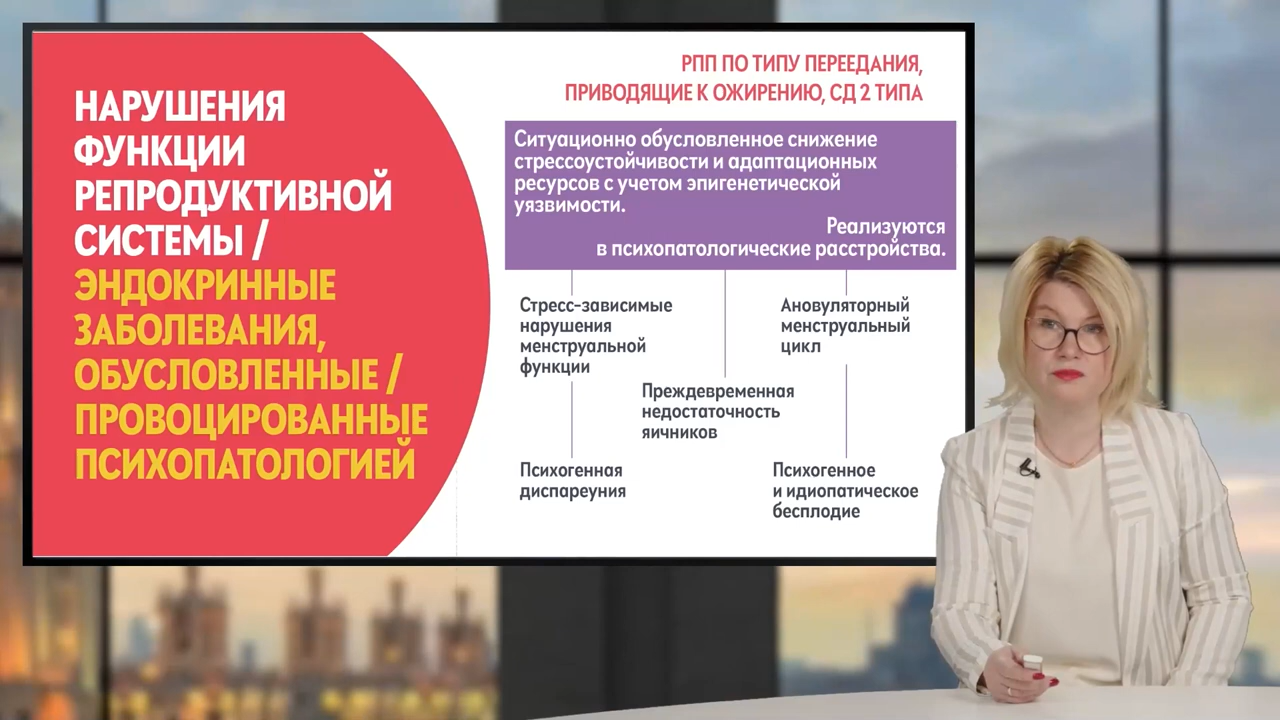 НАРУШЕНИЯ
ФУНКЦИИ
РЕПРОДУКТИВНОЙ
СИСТЕМЫ /
ЭНДОКРИННЫЕ
ЗАБОЛЕВАНИЯ,
ОБУСЛОВЛЕННЫЕ /
ПРОВОЦИРОВАННЫЕ
ПСИХОПАТОЛОГИЕЙ
РПП ПО ТИПУ ПЕРЕЕДАНИЯ,
ПРИВОДЯЩИЕ К ОЖИРЕНИЮ, СД 2 ТИПА
Ситуационно обусловленное снижение
стрессоустойчивости и адаптационных
ресурсов с учетом эпигенетической
уязвимости.
Реализуются
в психопатологические расстройства.
Стресс-зависимые
нарушения
менструальной
функции
Ановуляторный
менструальный
цикл
Преждевременная
недостаточность
яичников
Психогенная
диспареуния
Психогенное
и идиопатическое
бесплодие